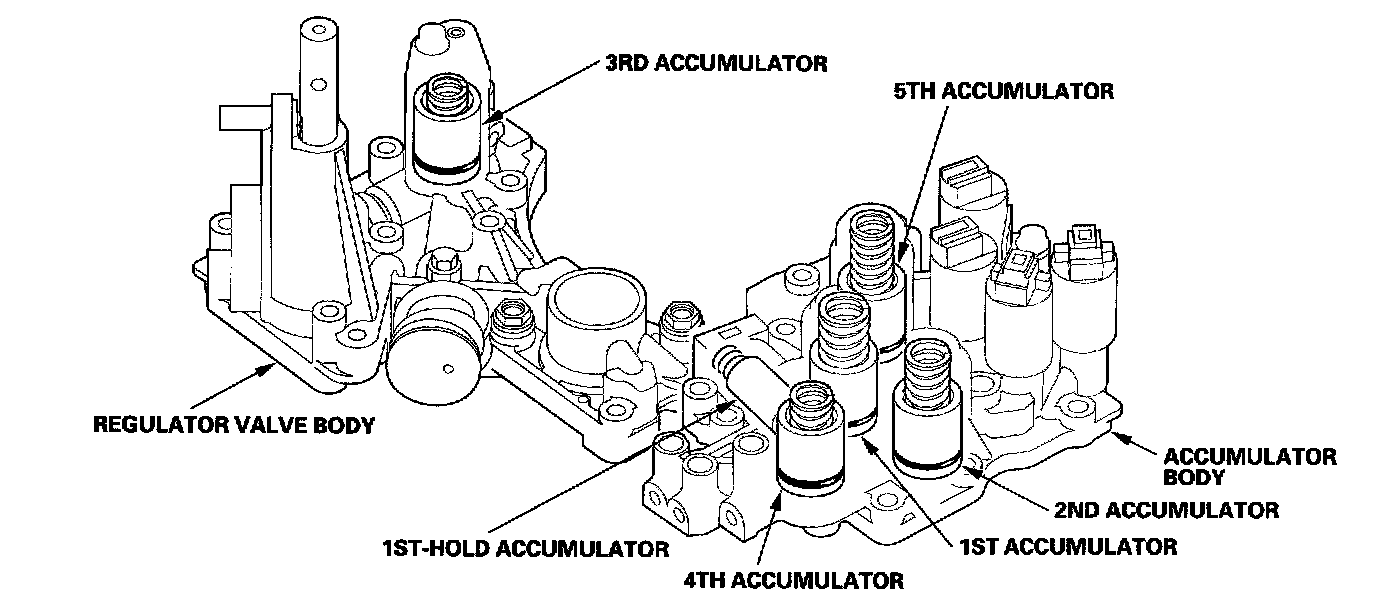 3RD ACCUMULATOR
5TH ACCUMULATOR
REGULATOR VALVE BODY
ACCUMULATOR
BODY
2ND ACCUMULATOR
1ST-HOLD ACCUMULATOR
1ST ACCUMULATOR
4TH ACCUMULATOR